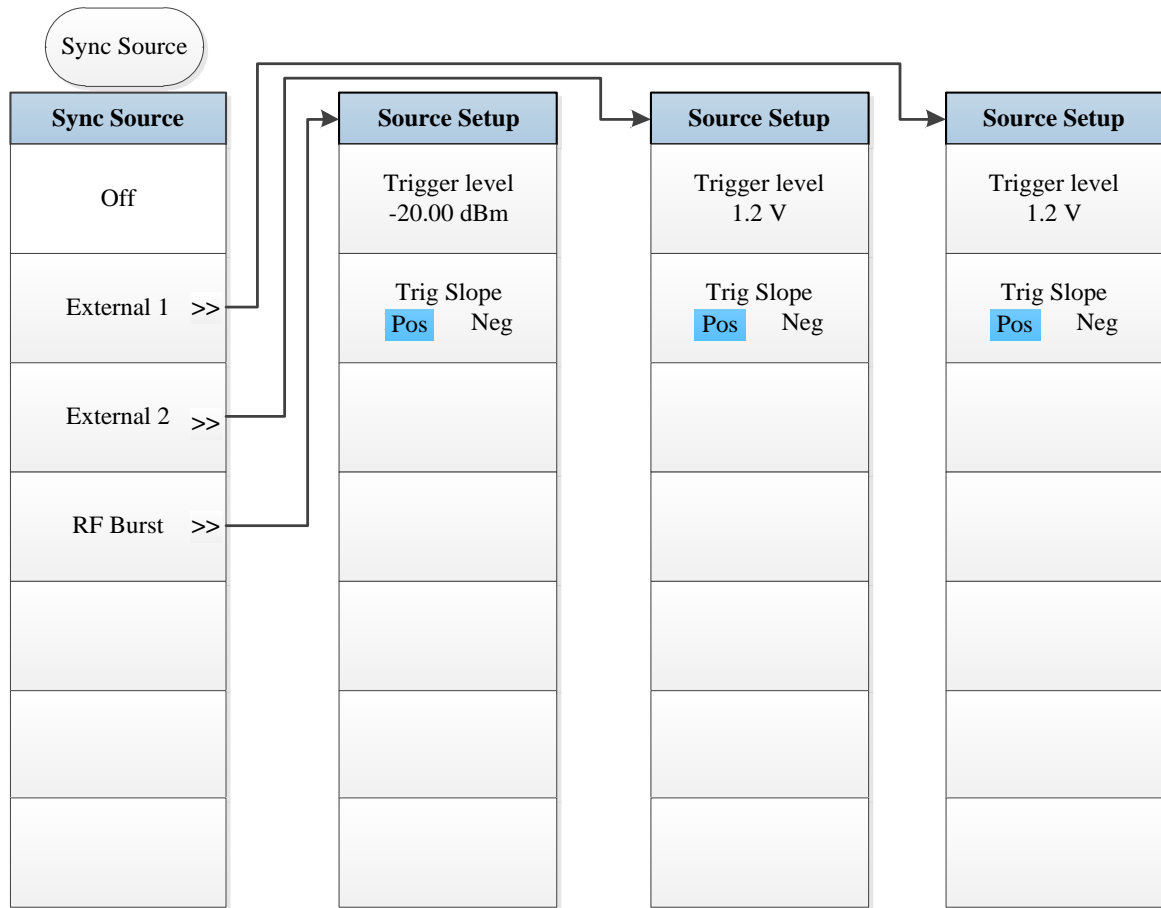 Sync Source
Sync Source
Off
External 1 >>
External 2 >>
RF Burst >>
Source Setup
Trigger level
-20.00 dBm
Trig Slope
Pos Neg
Source Setup
Trigger level
1.2 V
Trig Slope
Pos Neg
Source Setup
Trigger level
1.2 V
Trig Slope
Pos Neg